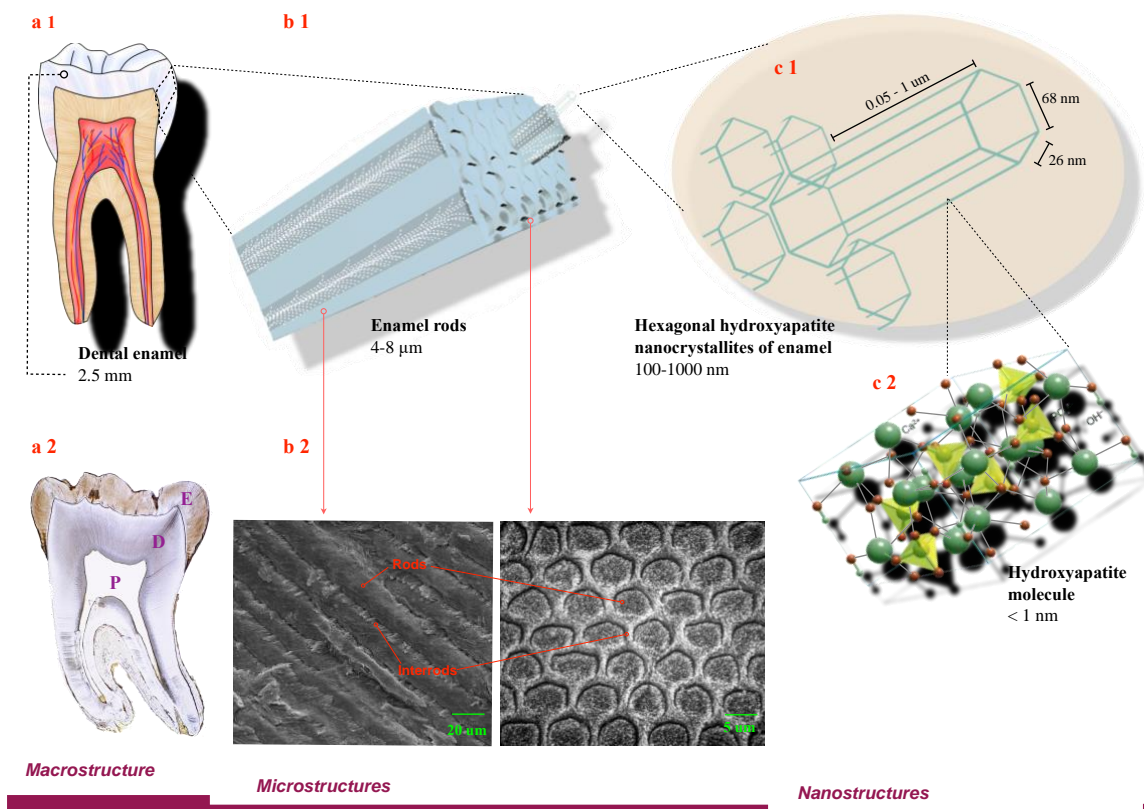 a 1
b 1
c 1
0.05 - 1 um
68 nm
26 nm
Dental enamel
2.5 mm
Enamel rods
4-8 µm
Hexagonal hydroxyapatite
nanocrystallites of enamel
100-1000 nm
c 2
Ca²⁺
OH⁻
Hydroxyapatite
molecule
< 1 nm
a 2
E
D
P
b 2
Rods
Interrods
20 um
5 um
Macrostructure
Microstructures
Nanostructures